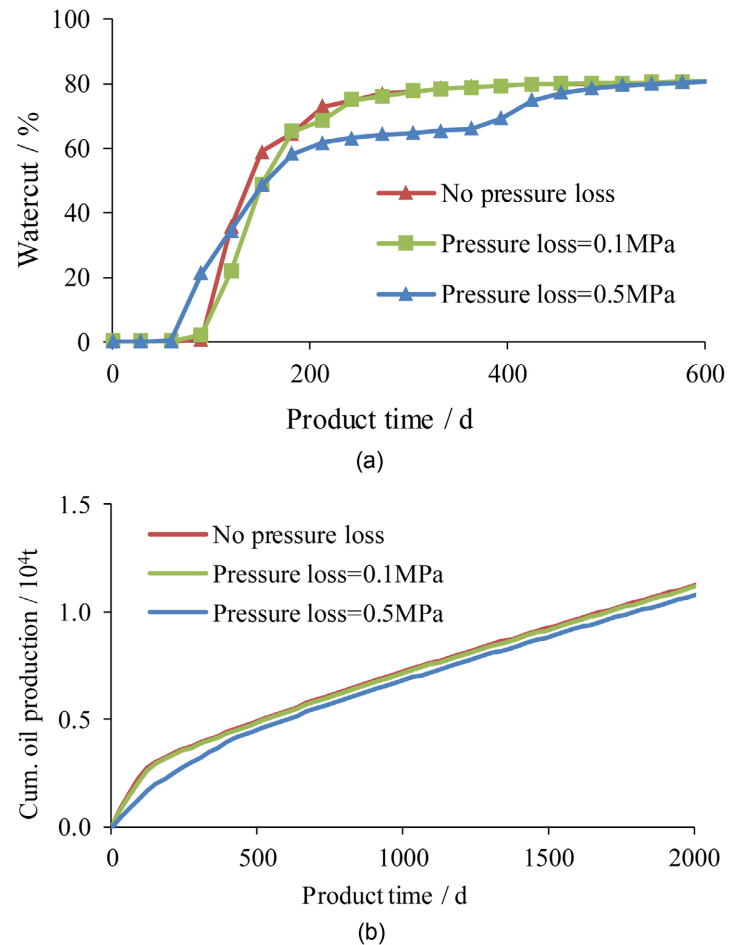 100
80
60
40
20
0
Watercut / %
No pressure loss
Pressure loss=0.1MPa
Pressure loss=0.5MPa
0 200 400 600
Product time / d
(a)
1.5
1.0
0.5
0.0
Cum. oil production / 10⁴t
No pressure loss
Pressure loss=0.1MPa
Pressure loss=0.5MPa
0 500 1000 1500 2000
Product time / d
(b)